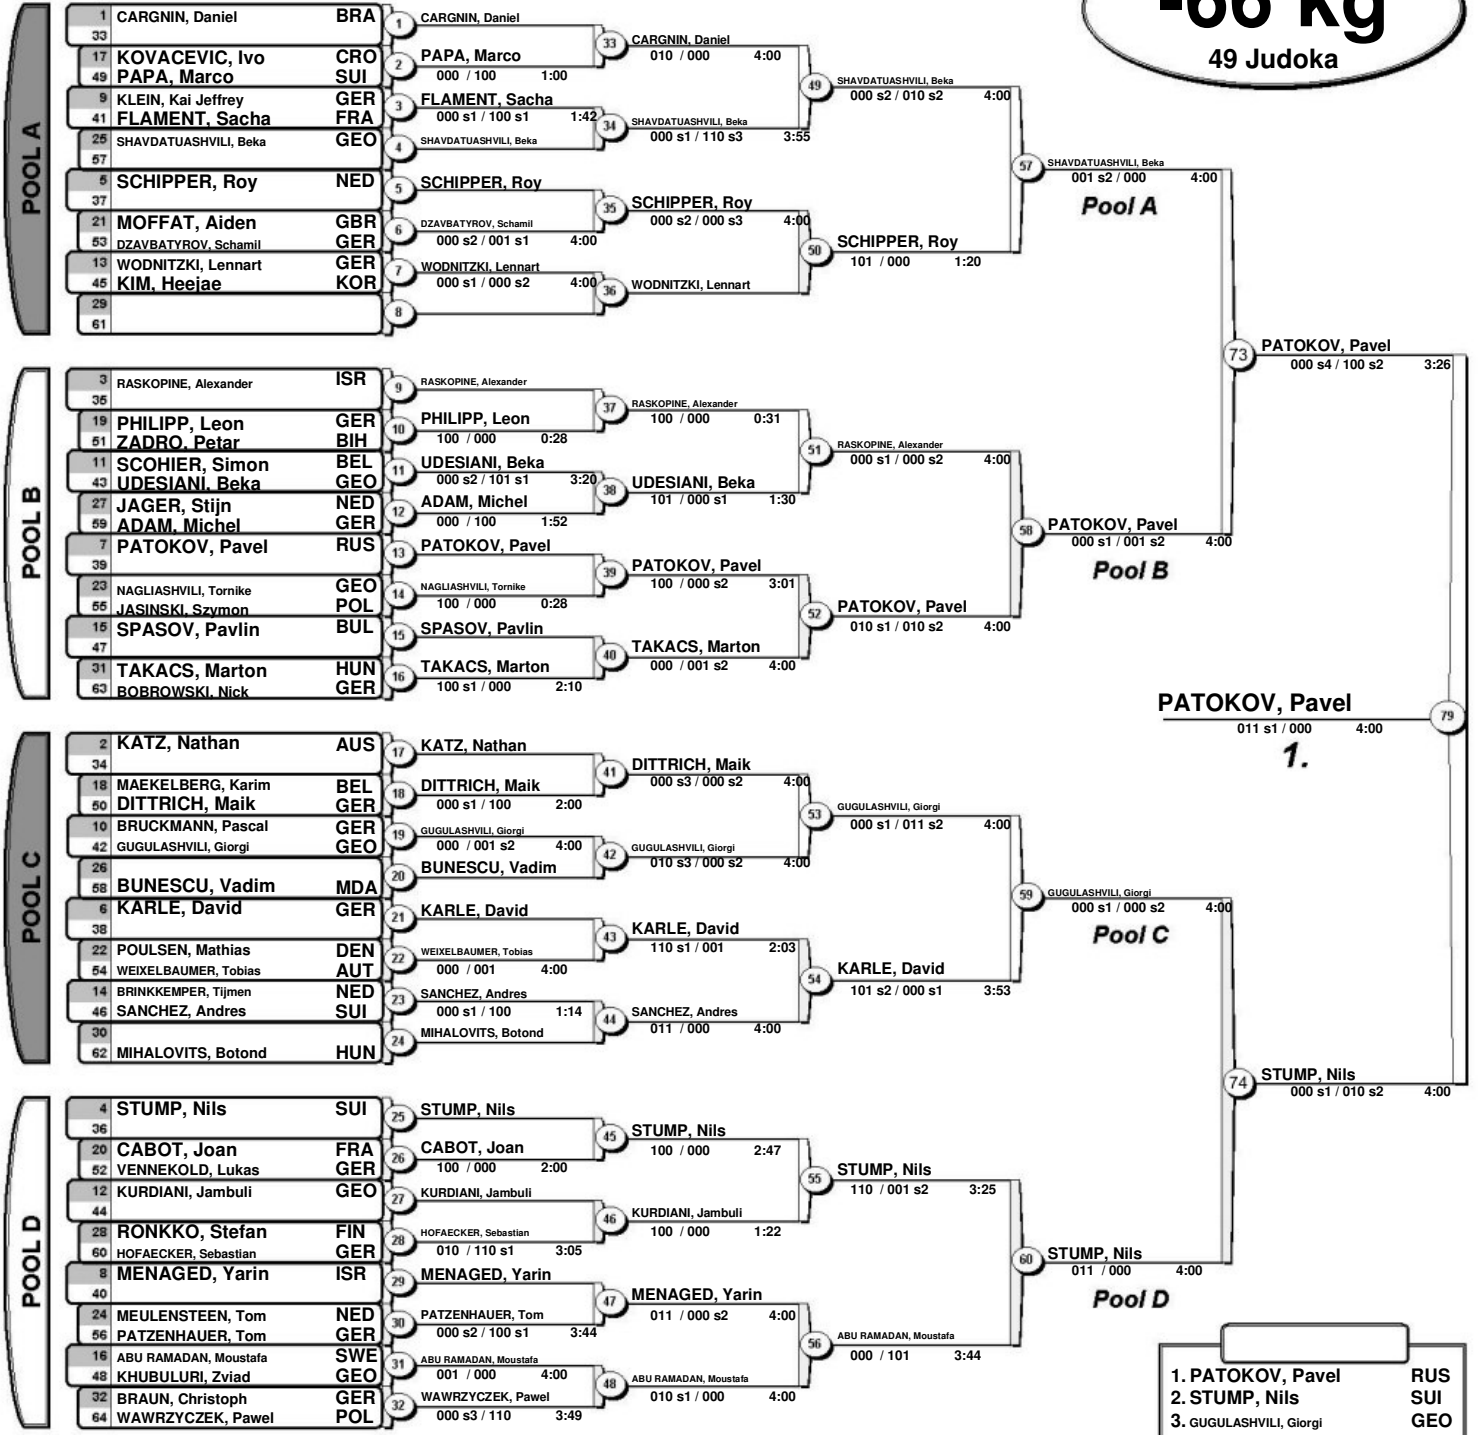 -66 kg
49 Judoka
POOL A
1 CARGNIN, Daniel BRA
33
17 KOVACEVIC, Ivo CRO
49 PAPA, Marco SUI
9 KLEIN, Kai Jeffrey GER
41 FLAMENT, Sacha FRA
25 SHAVDATUASHVILI, Beka GEO
57
5 SCHIPPER, Roy NED
37
21 MOFFAT, Aiden GBR
53 DZAVBATYROV, Schamil GER
13 WODNITZKI, Lennart GER
45 KIM, Heejae KOR
29
61
1 CARGNIN, Daniel
2 PAPA, Marco
000 / 100 1:00
3 FLAMENT, Sacha
000 s1 / 100 s1 1:42
4 SHAVDATUASHVILI, Beka
5 SCHIPPER, Roy
6 DZAVBATYROV, Schamil
000 s2 / 001 s1 4:00
7 WODNITZKI, Lennart
000 s1 / 000 s2 4:00
8
33 CARGNIN, Daniel
010 / 000 4:00
34 SHAVDATUASHVILI, Beka
000 s1 / 110 s3 3:55
35 SCHIPPER, Roy
000 s2 / 000 s3 4:00
36 WODNITZKI, Lennart
49 SHAVDATUASHVILI, Beka
000 s2 / 010 s2 4:00
50 SCHIPPER, Roy
101 / 000 1:20
57 SHAVDATUASHVILI, Beka
001 s2 / 000 4:00
Pool A
POOL B
3 RASKOPINE, Alexander ISR
35
19 PHILIPP, Leon GER
51 ZADRO, Petar BIH
11 SCOHIER, Simon BEL
43 UDESIANI, Beka GEO
27 JAGER, Stijn NED
59 ADAM, Michel GER
7 PATOKOV, Pavel RUS
39
23 NAGLIASHVILI, Tornike GEO
55 JASINSKI, Szymon POL
15 SPASOV, Pavlin BUL
47
31 TAKACS, Marton HUN
63 BOBROWSKI, Nick GER
9 RASKOPINE, Alexander
10 PHILIPP, Leon
100 / 000 0:28
11 UDESIANI, Beka
000 s2 / 101 s1 3:20
12 ADAM, Michel
000 / 100 1:52
13 PATOKOV, Pavel
14 NAGLIASHVILI, Tornike
100 / 000 0:28
15 SPASOV, Pavlin
16 TAKACS, Marton
100 s1 / 000 2:10
37 RASKOPINE, Alexander
100 / 000 0:31
38 UDESIANI, Beka
101 / 000 s1 1:30
39 PATOKOV, Pavel
100 / 000 s2 3:01
40 TAKACS, Marton
000 / 001 s2 4:00
51 RASKOPINE, Alexander
000 s1 / 000 s2 4:00
52 PATOKOV, Pavel
010 s1 / 010 s2 4:00
58 PATOKOV, Pavel
000 s1 / 001 s2 4:00
Pool B
73 PATOKOV, Pavel
000 s4 / 100 s2 3:26
PATOKOV, Pavel 79
011 s1 / 000 4:00
1.
POOL C
2 KATZ, Nathan AUS
34
18 MAEKELBERG, Karim BEL
50 DITTRICH, Maik GER
10 BRUCKMANN, Pascal GER
42 GUGULASHVILI, Giorgi GEO
26
58 BUNESCU, Vadim MDA
6 KARLE, David GER
38
22 POULSEN, Mathias DEN
54 WEIXELBAUMER, Tobias AUT
14 BRINKKEMPER, Tijmen NED
46 SANCHEZ, Andres SUI
30
62 MIHALOVITS, Botond HUN
17 KATZ, Nathan
18 DITTRICH, Maik
000 s1 / 100 2:00
19 GUGULASHVILI, Giorgi
000 / 001 s2 4:00
20 BUNESCU, Vadim
21 KARLE, David
22 WEIXELBAUMER, Tobias
000 / 001 4:00
23 SANCHEZ, Andres
000 s1 / 100 1:14
24 MIHALOVITS, Botond
41 DITTRICH, Maik
000 s3 / 000 s2 4:00
42 GUGULASHVILI, Giorgi
010 s3 / 000 s2 4:00
43 KARLE, David
110 s1 / 001 2:03
44 SANCHEZ, Andres
011 / 000 4:00
53 GUGULASHVILI, Giorgi
000 s1 / 011 s2 4:00
54 KARLE, David
101 s2 / 000 s1 3:53
59 GUGULASHVILI, Giorgi
000 s1 / 000 s2 4:00
Pool C
POOL D
4 STUMP, Nils SUI
36
20 CABOT, Joan FRA
52 VENNEKOLD, Lukas GER
12 KURDIANI, Jambuli GEO
44
28 RONKKO, Stefan FIN
60 HOFAECKER, Sebastian GER
8 MENAGED, Yarin ISR
40
24 MEULENSTEEN, Tom NED
56 PATZENHAUER, Tom GER
16 ABU RAMADAN, Moustafa SWE
48 KHUBULURI, Zviad GEO
32 BRAUN, Christoph GER
64 WAWRZYCZEK, Pawel POL
25 STUMP, Nils
26 CABOT, Joan
100 / 000 2:00
27 KURDIANI, Jambuli
28 HOFAECKER, Sebastian
010 / 110 s1 3:05
29 MENAGED, Yarin
30 PATZENHAUER, Tom
000 s2 / 100 s1 3:44
31 ABU RAMADAN, Moustafa
001 / 000 4:00
32 WAWRZYCZEK, Pawel
000 s3 / 110 3:49
45 STUMP, Nils
100 / 000 2:47
46 KURDIANI, Jambuli
100 / 000 1:22
47 MENAGED, Yarin
011 / 000 s2 4:00
48 ABU RAMADAN, Moustafa
010 s1 / 000 4:00
55 STUMP, Nils
110 / 001 s2 3:25
56 ABU RAMADAN, Moustafa
000 / 101 3:44
60 STUMP, Nils
011 / 000 4:00
Pool D
74 STUMP, Nils
000 s1 / 010 s2 4:00
1. PATOKOV, Pavel RUS
2. STUMP, Nils SUI
3. GUGULASHVILI, Giorgi GEO